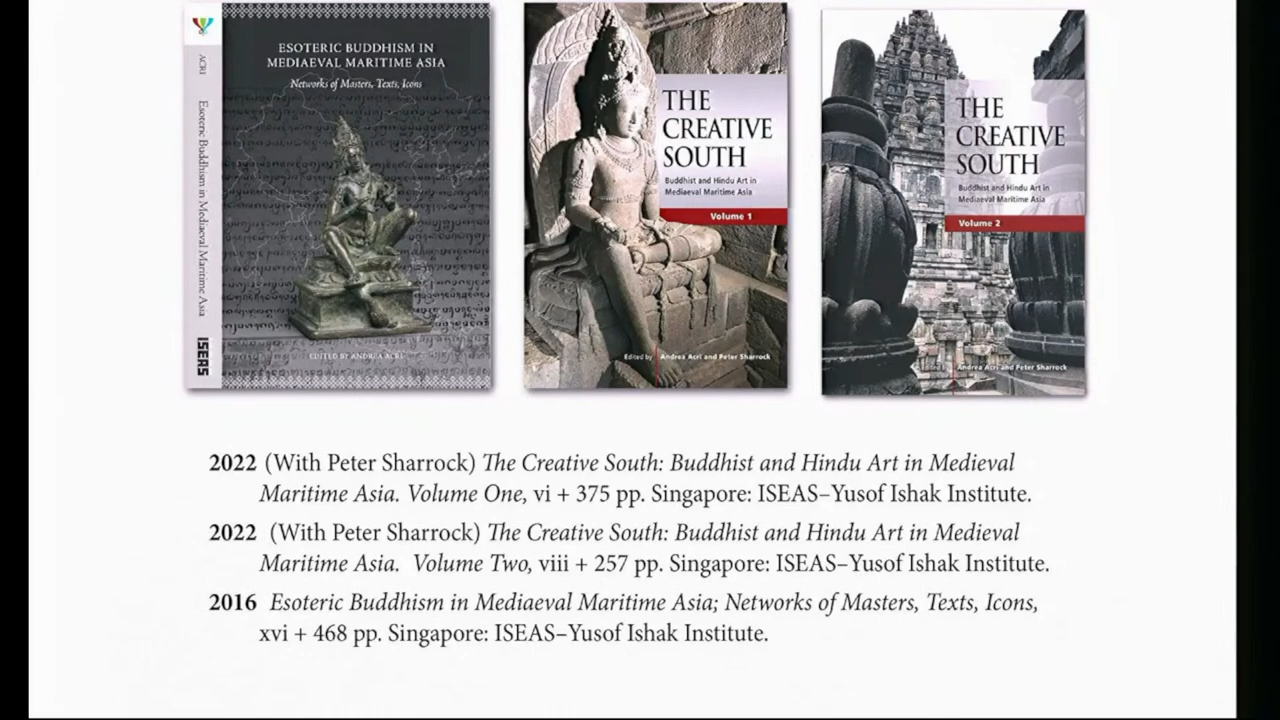 ACRI
Esoteric Buddhism in Mediaeval Maritime Asia
ISEAS
ESOTERIC BUDDHISM IN
MEDIAEVAL MARITIME ASIA
Networks of Masters, Texts, Icons
EDITED BY ANDREA ACRI
THE
CREATIVE
SOUTH
Buddhist and Hindu Art in
Mediaeval Maritime Asia
Volume 1
Edited by Andrea Acri and Peter Sharrock
THE
CREATIVE
SOUTH
Buddhist and Hindu Art in
Mediaeval Maritime Asia
Volume 2
Edited by Andrea Acri and Peter Sharrock
2022 (With Peter Sharrock) The Creative South: Buddhist and Hindu Art in Medieval
Maritime Asia. Volume One, vi + 375 pp. Singapore: ISEAS–Yusof Ishak Institute.
2022 (With Peter Sharrock) The Creative South: Buddhist and Hindu Art in Medieval
Maritime Asia. Volume Two, viii + 257 pp. Singapore: ISEAS–Yusof Ishak Institute.
2016 Esoteric Buddhism in Mediaeval Maritime Asia; Networks of Masters, Texts, Icons,
xvi + 468 pp. Singapore: ISEAS–Yusof Ishak Institute.